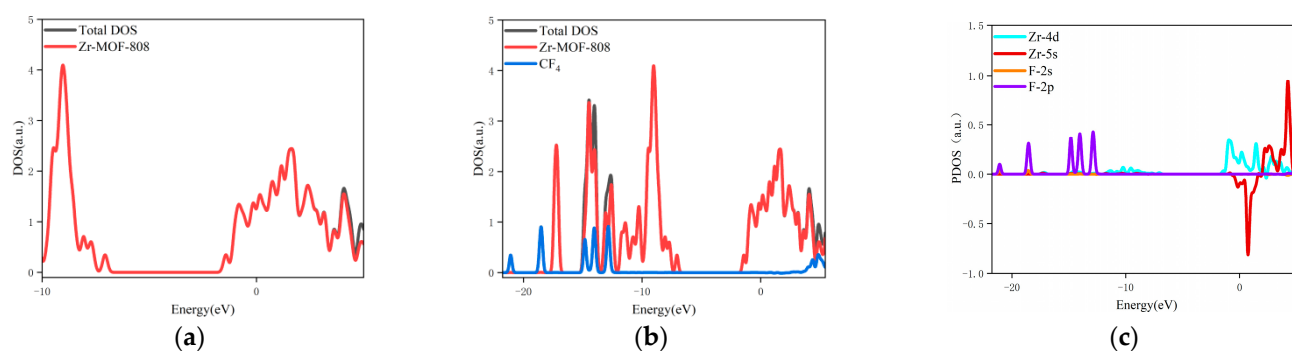 Total DOS
Zr-MOF-808
DOS(a.u.)
5
4
3
2
1
0
-10
0
Energy(eV)
(a)
Total DOS
Zr-MOF-808
CF4
DOS(a.u.)
5
4
3
2
1
0
-20
-10
0
Energy(eV)
(b)
Zr-4d
Zr-5s
F-2s
F-2p
PDOS (a.u.)
1.5
1.0
0.5
0.0
-0.5
-1.0
-20
-10
0
Energy(eV)
(c)